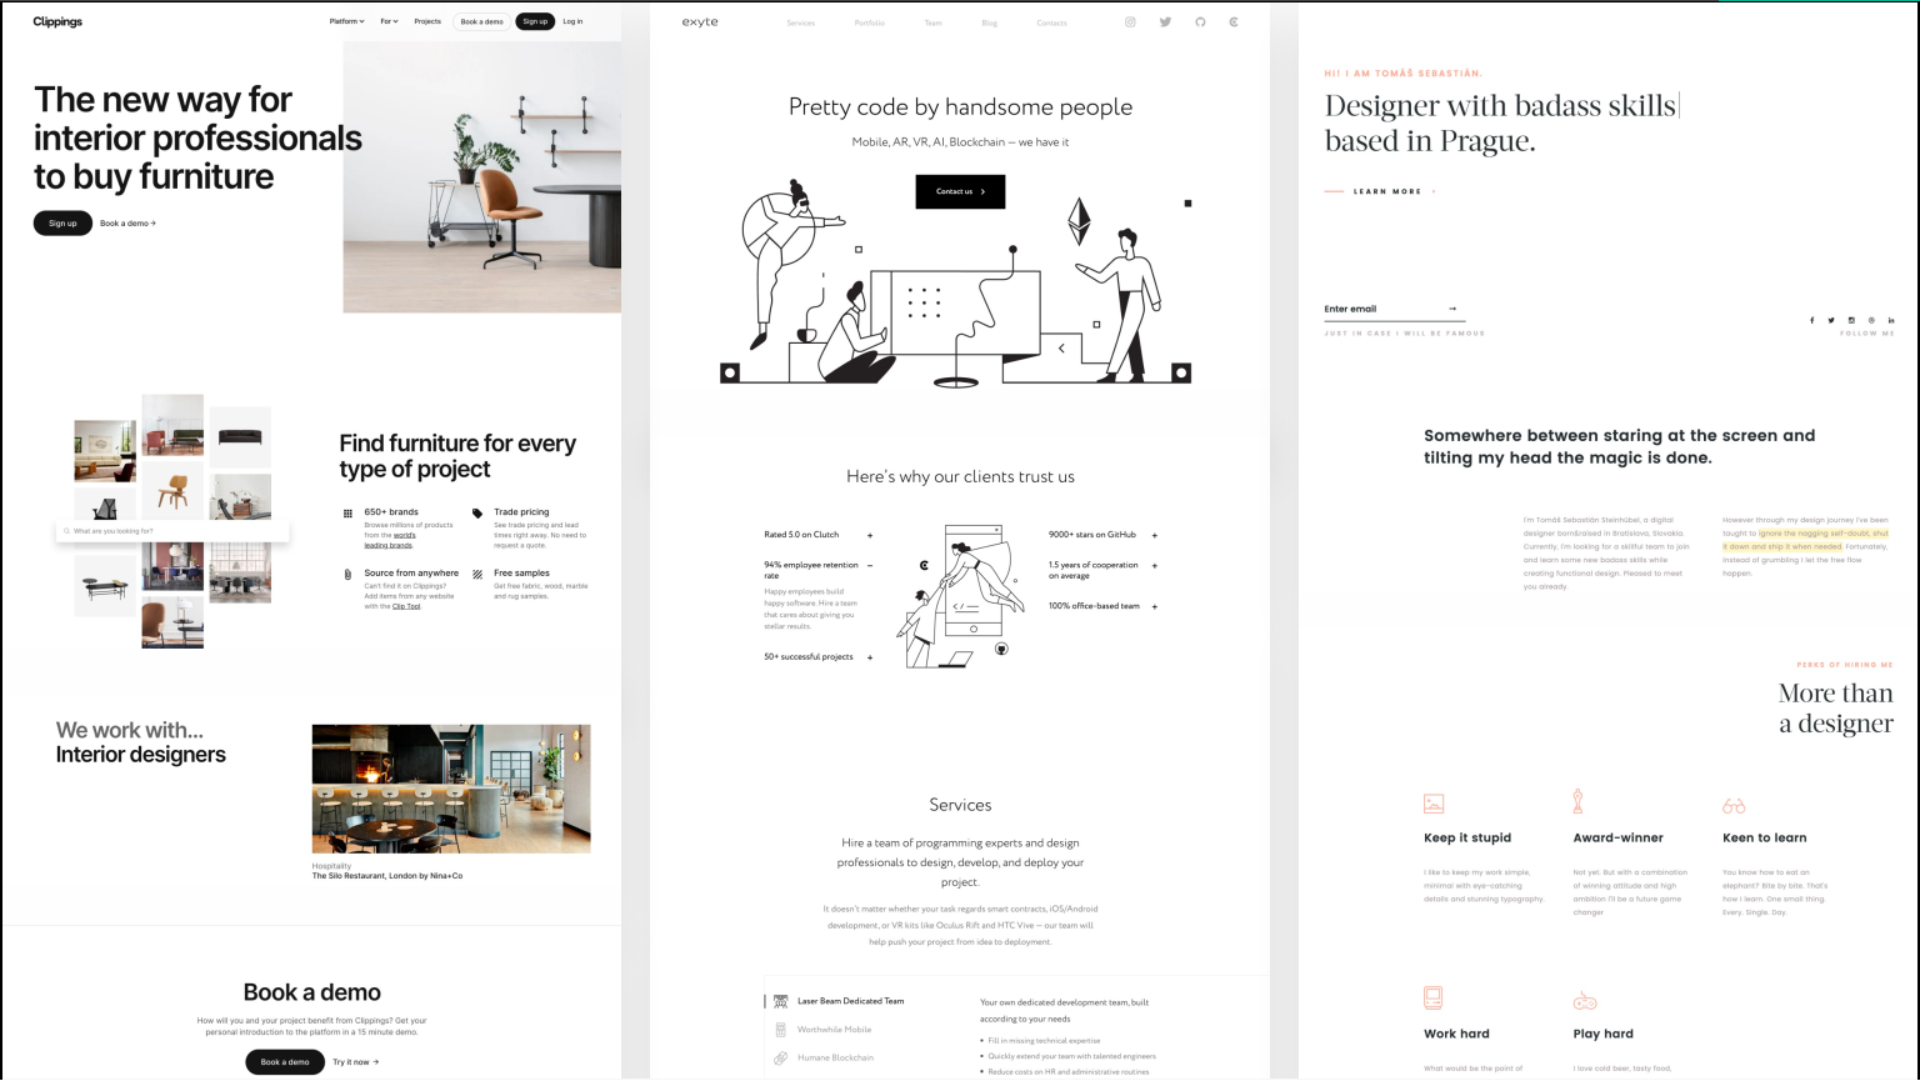 Clippings
Platform
For
Projects
Book a demo
Sign up
Log in
The new way for
interior professionals
to buy furniture
Sign up
Book a demo →
What are you looking for?
Find furniture for every
type of project
650+ brands
Browse millions of products
from the world's
leading brands.
Trade pricing
See trade pricing and lead
times right away. No need to
request a quote.
Source from anywhere
Can't find it on Clippings?
Add items from any website
with the Clip Tool.
Free samples
Get free fabric, wood, marble
and rug samples.
We work with...
Interior designers
Hospitality
The Silo Restaurant, London by Nina+Co
Book a demo
How will you and your project benefit from Clippings? Get your
personal introduction to the platform in a 15 minute demo.
Book a demo
Try it now →
exyte
Services
Portfolio
Team
Blog
Contacts
Pretty code by handsome people
Mobile, AR, VR, AI, Blockchain — we have it
Contact us >
Here's why our clients trust us
Rated 5.0 on Clutch +
94% employee retention −
rate
Happy employees build
happy software. Hire a team
that cares about giving you
stellar results.
50+ successful projects +
</>
9000+ stars on GitHub +
1.5 years of cooperation +
on average
100% office-based team +
Services
Hire a team of programming experts and design
professionals to design, develop, and deploy your
project.
It doesn't matter whether your task regards smart contracts, iOS/Android
development, or VR kits like Oculus Rift and HTC Vive — our team will
help push your project from idea to deployment.
Laser Beam Dedicated Team
Worthwhile Mobile
Humane Blockchain
Your own dedicated development team, built
according to your needs
• Fill in missing technical expertise
• Quickly extend your team with talented engineers
• Reduce costs on HR and administrative routines
HI! I AM TOMÁŠ SEBASTIÁN.
Designer with badass skills|
based in Prague.
LEARN MORE
Enter email →
JUST IN CASE I WILL BE FAMOUS
FOLLOW ME
Somewhere between staring at the screen and
tilting my head the magic is done.
I'm Tomáš Sebastián Steinhübel, a digital
designer born&raised in Bratislava, Slovakia.
Currently, I'm looking for a skillful team to join
and learn some new badass skills while
creating functional design. Pleased to meet
you already.
However through my design journey I've been
taught to ignore the nagging self-doubt, shut
it down and ship it when needed. Fortunately,
instead of grumbling I let the free flow
happen.
PERKS OF HIRING ME
More than
a designer
Keep it stupid
I like to keep my work simple,
minimal with eye-catching
details and stunning typography.
Award-winner
Not yet. But with a combination
of winning attitude and high
ambition I'll be a future game
changer
Keen to learn
You know how to eat an
elephant? Bite by bite. That's
how I learn. One small thing.
Every. Single. Day.
Work hard
What would be the point of
Play hard
I love cold beer, tasty food,